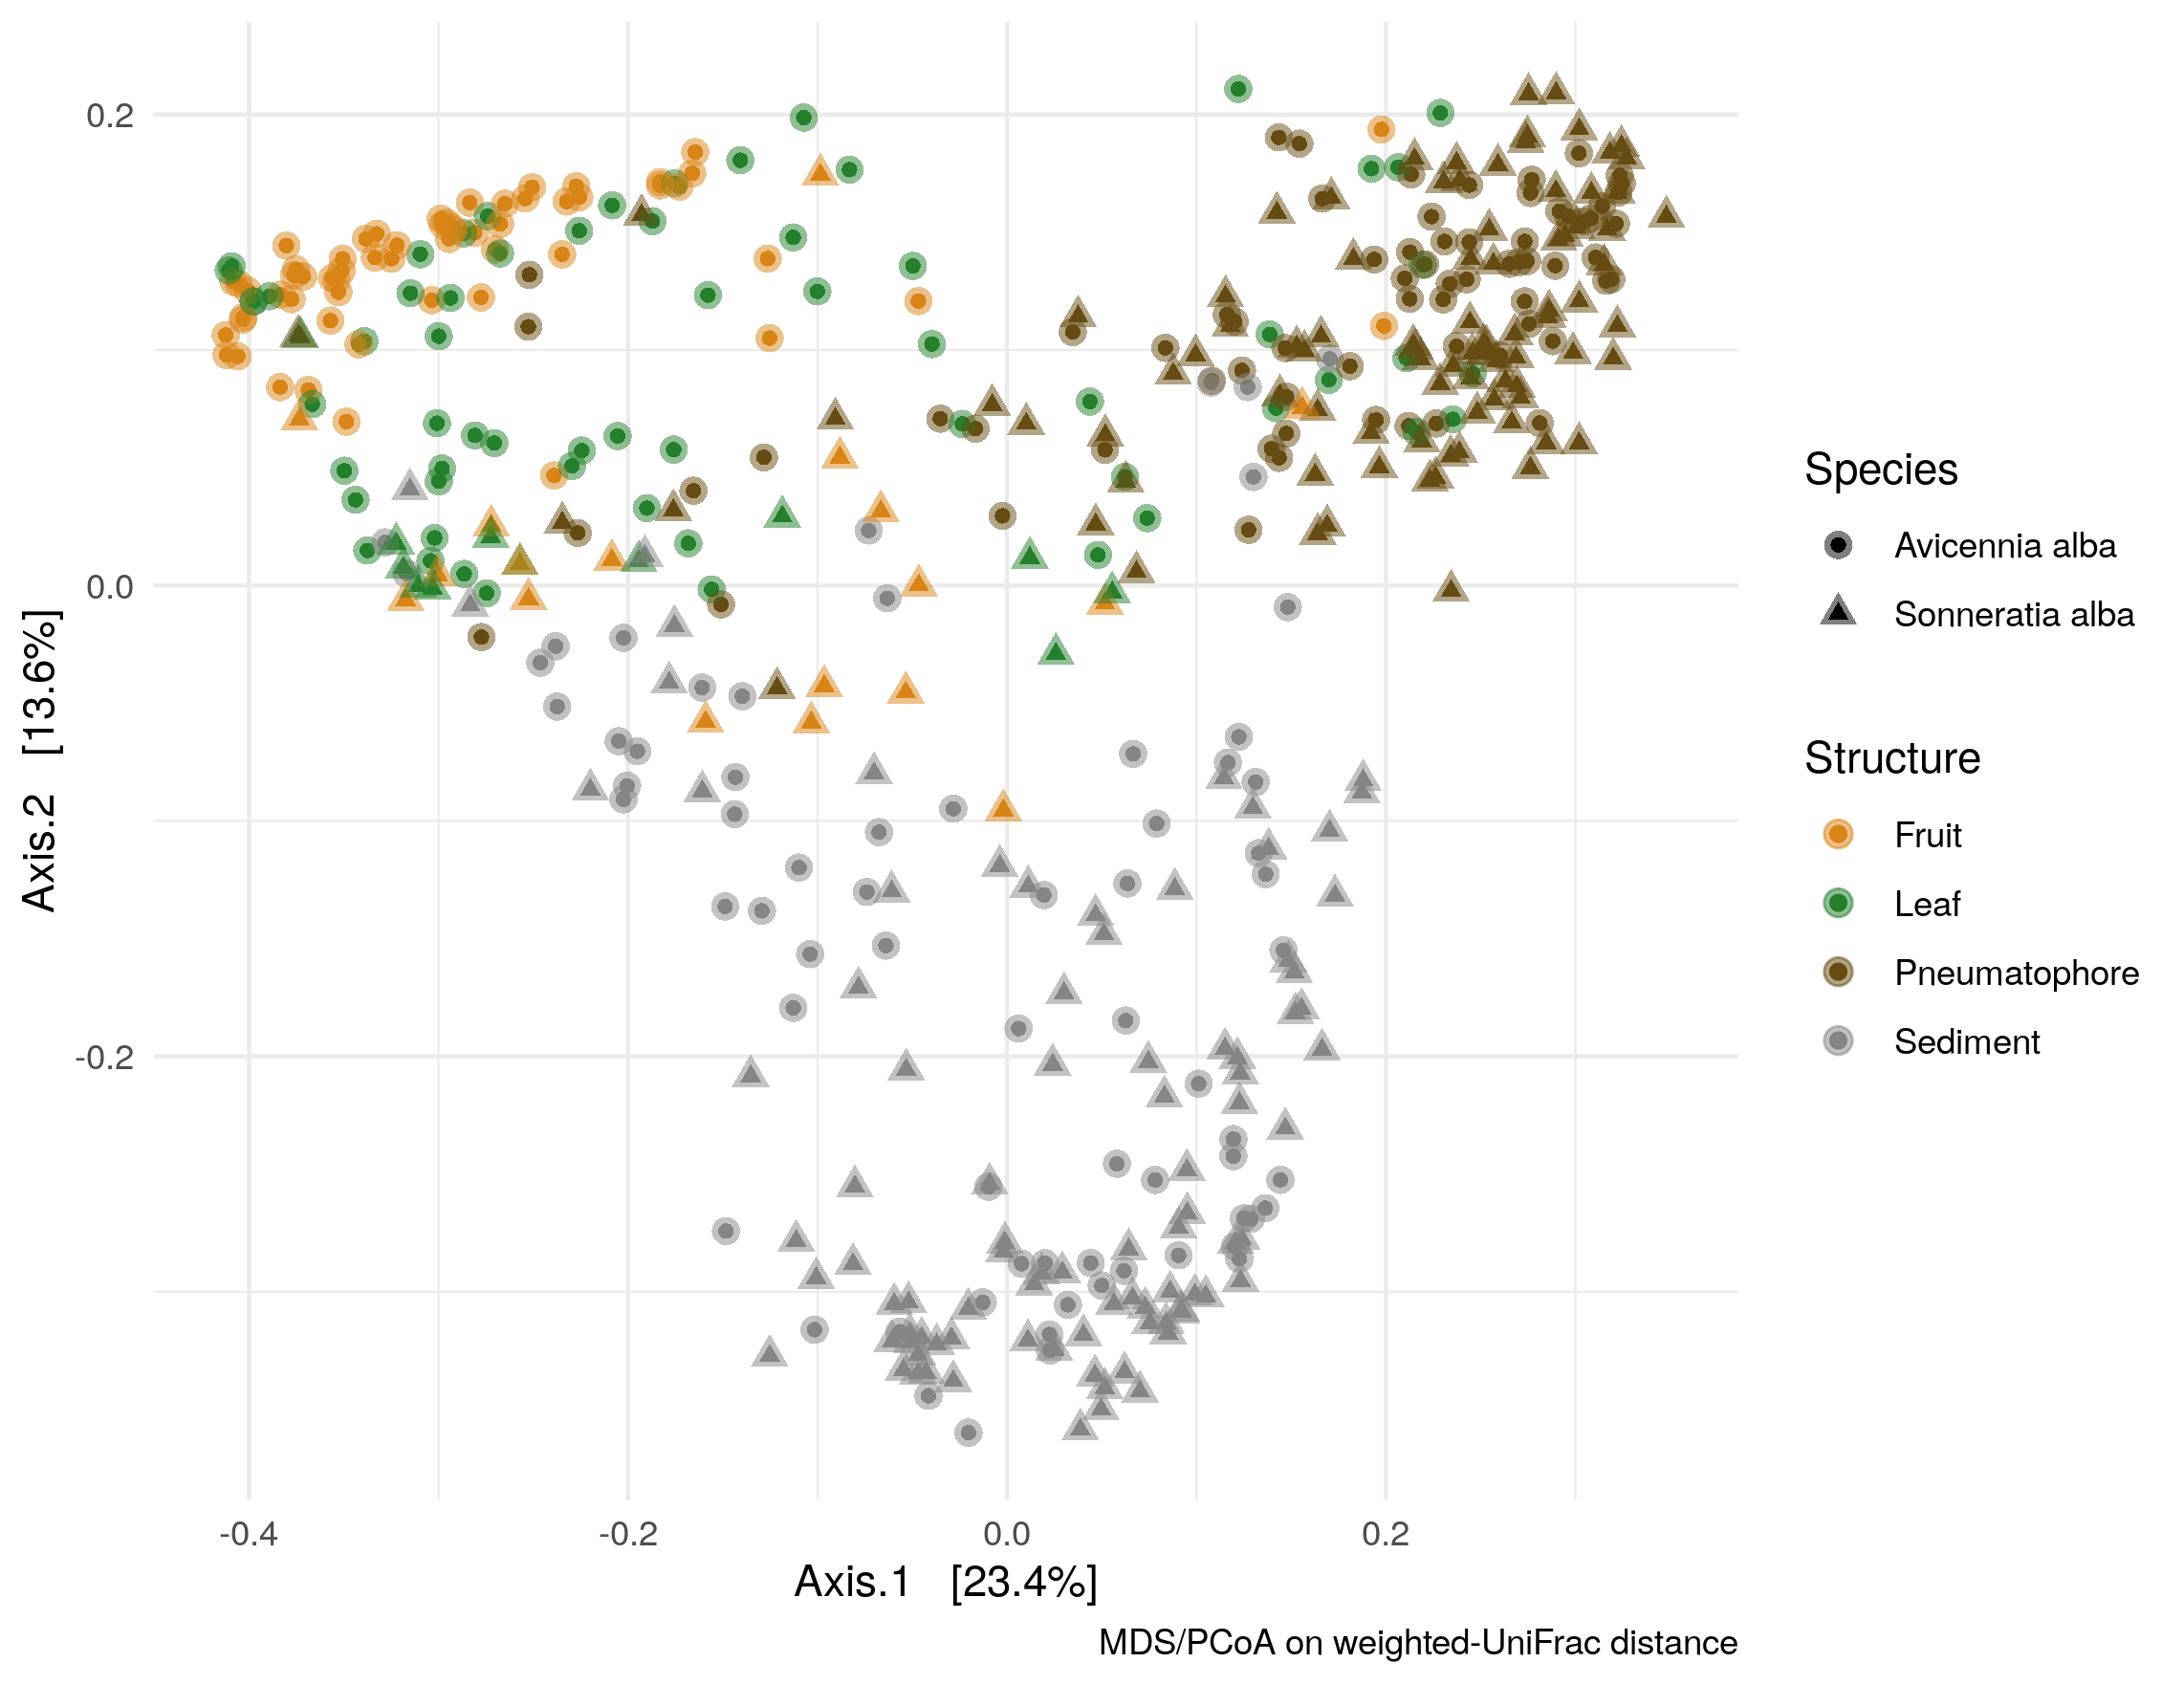 0.2
0.0
-0.2
Axis.2 [13.6%]
-0.4
-0.2
0.0
0.2
Axis.1 [23.4%]
MDS/PCoA on weighted-UniFrac distance
Species
Avicennia alba
Sonneratia alba
Structure
Fruit
Leaf
Pneumatophore
Sediment